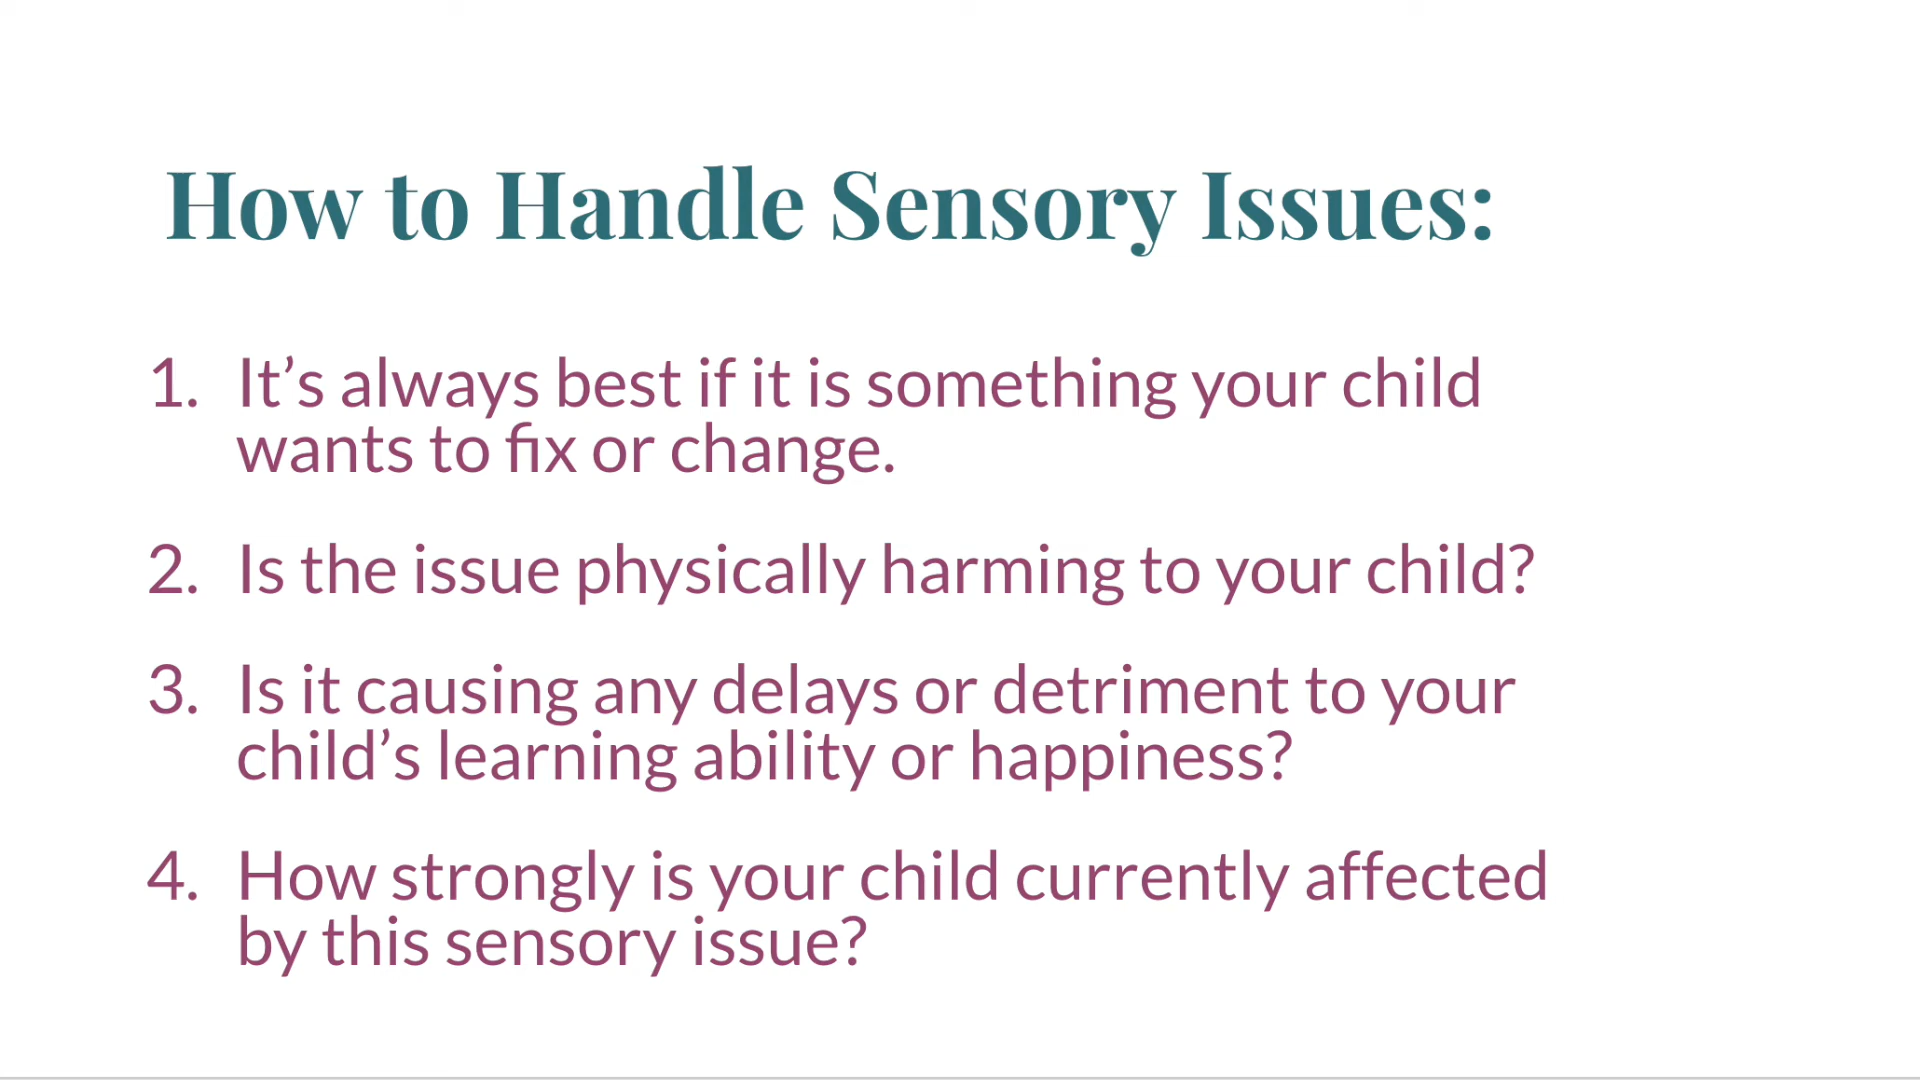 How to Handle Sensory Issues:
1. It’s always best if it is something your child
wants to fix or change.
2. Is the issue physically harming to your child?
3. Is it causing any delays or detriment to your
child’s learning ability or happiness?
4. How strongly is your child currently affected
by this sensory issue?